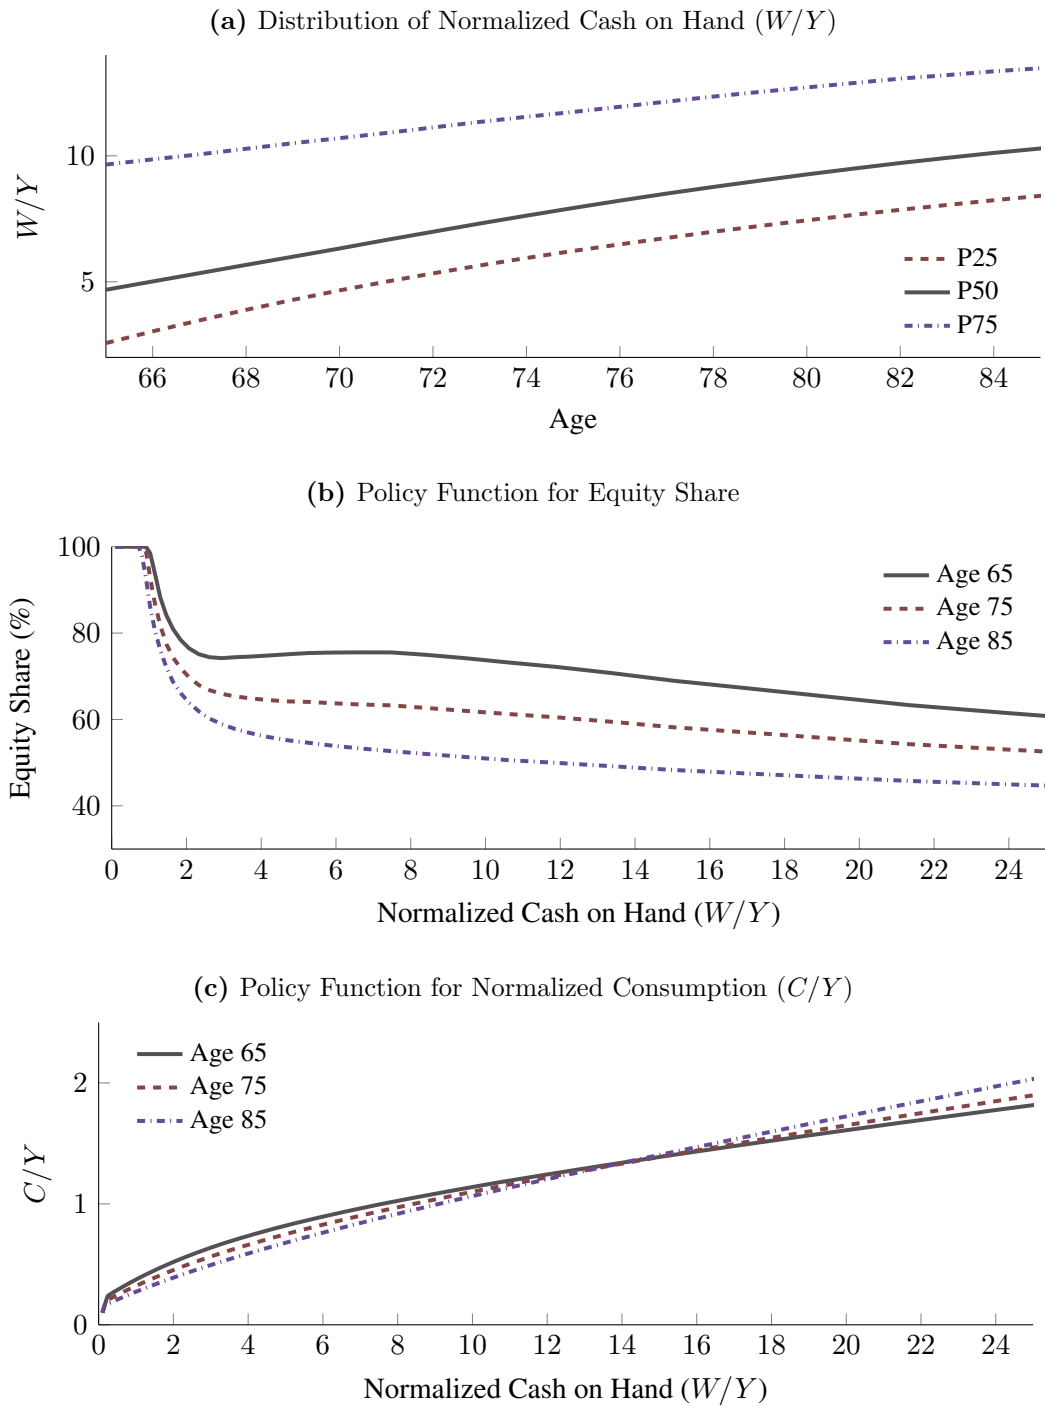 (a) Distribution of Normalized Cash on Hand (W/Y)
10
5
W/Y
P25
P50
P75
66 68 70 72 74 76 78 80 82 84
Age
(b) Policy Function for Equity Share
100
80
60
40
Equity Share (%)
Age 65
Age 75
Age 85
0 2 4 6 8 10 12 14 16 18 20 22 24
Normalized Cash on Hand (W/Y)
(c) Policy Function for Normalized Consumption (C/Y)
Age 65
Age 75
Age 85
2
1
0
C/Y
0 2 4 6 8 10 12 14 16 18 20 22 24
Normalized Cash on Hand (W/Y)